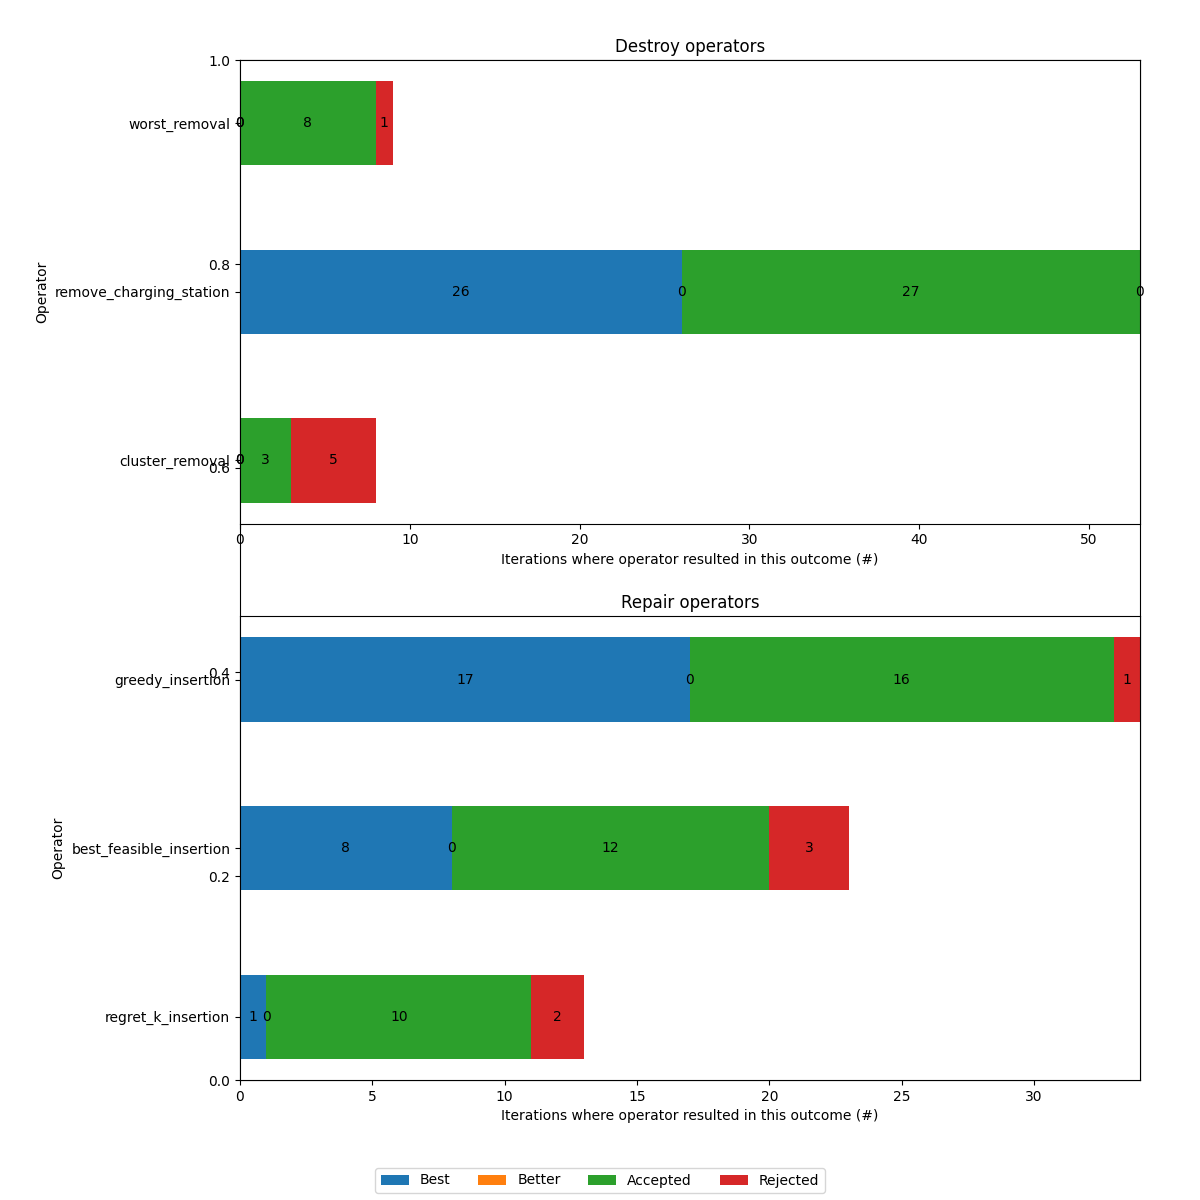 Destroy operators
1.0
worst_removal 0 0 8 1
0.8
Operator
remove_charging_station 26 0 27 0
cluster_removal 0 0 3 5
0.6
0 10 20 30 40 50
Iterations where operator resulted in this outcome (#)
Repair operators
0.4
greedy_insertion 17 0 16 1
Operator
best_feasible_insertion 8 0 12 3
0.2
regret_k_insertion 1 0 10 2
0.0
0 5 10 15 20 25 30
Iterations where operator resulted in this outcome (#)
Best Better Accepted Rejected